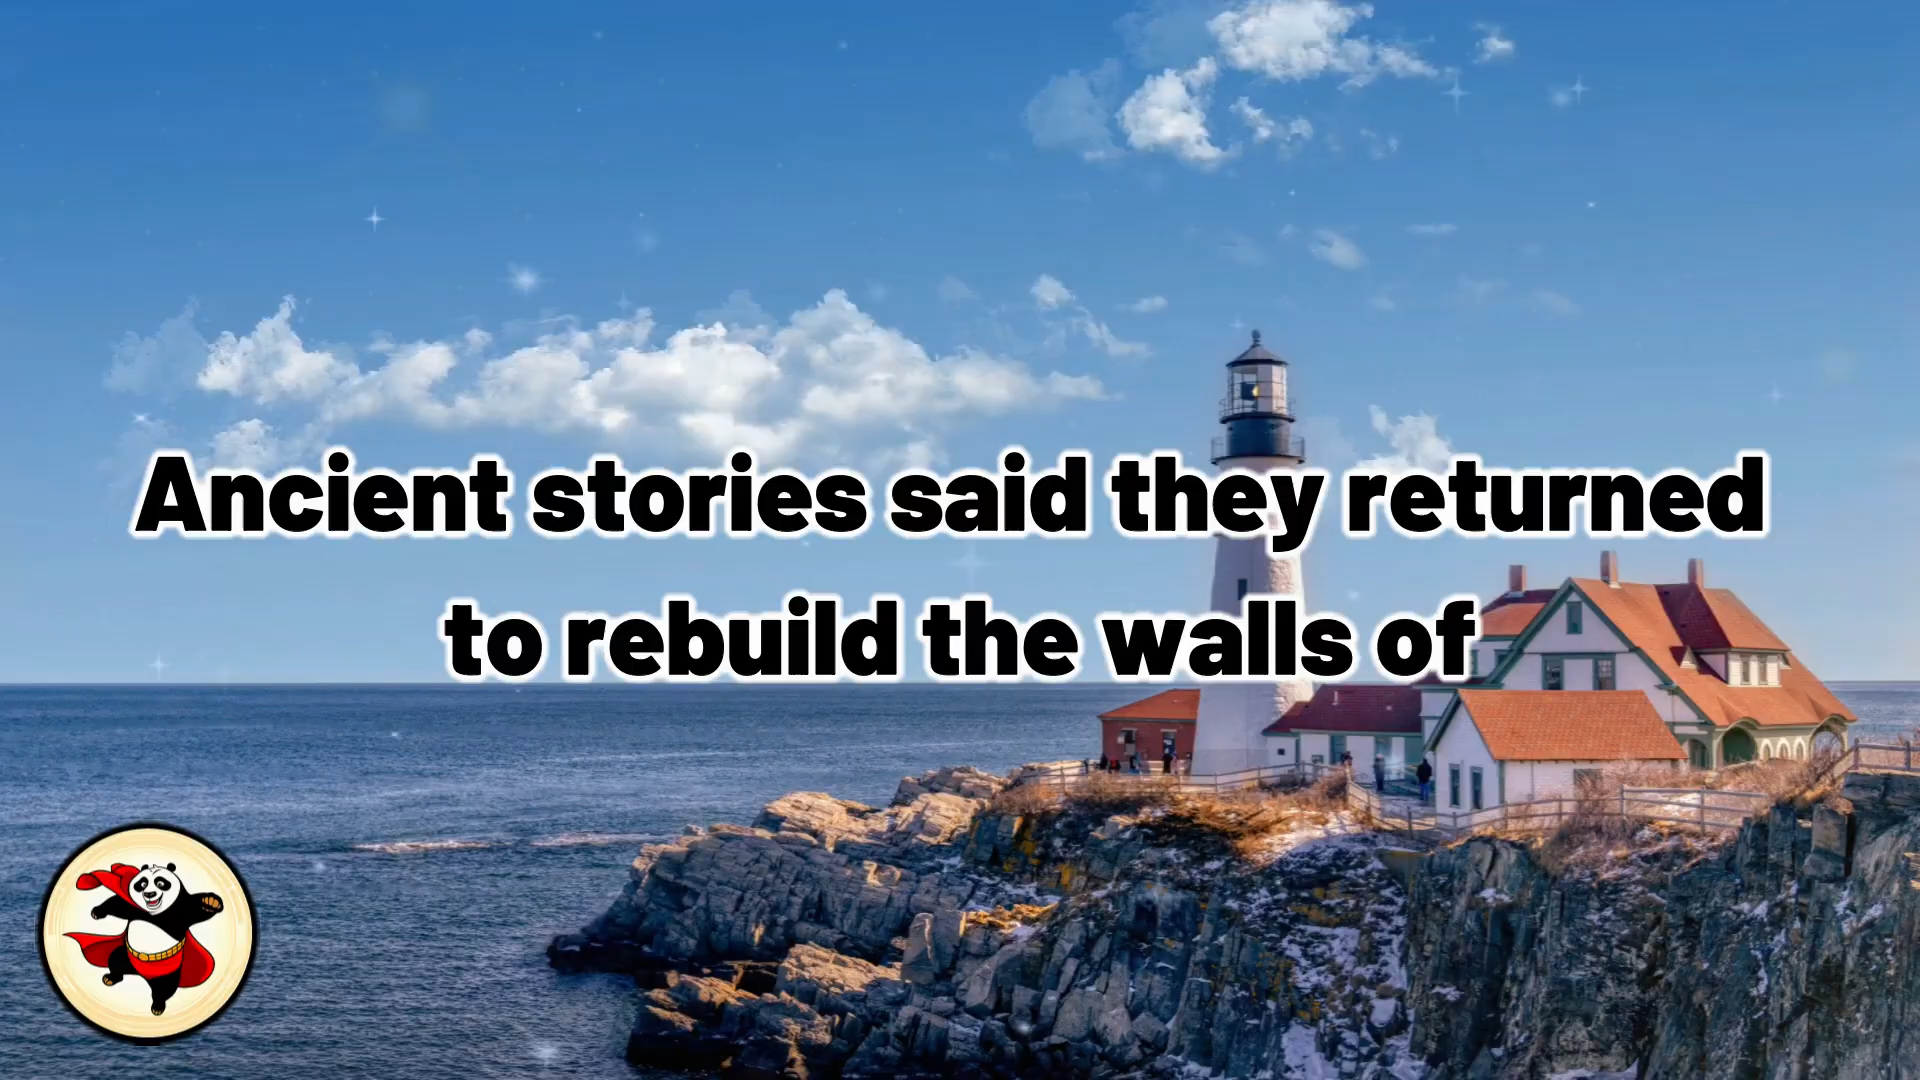 Ancient stories said they returned
to rebuild the walls of